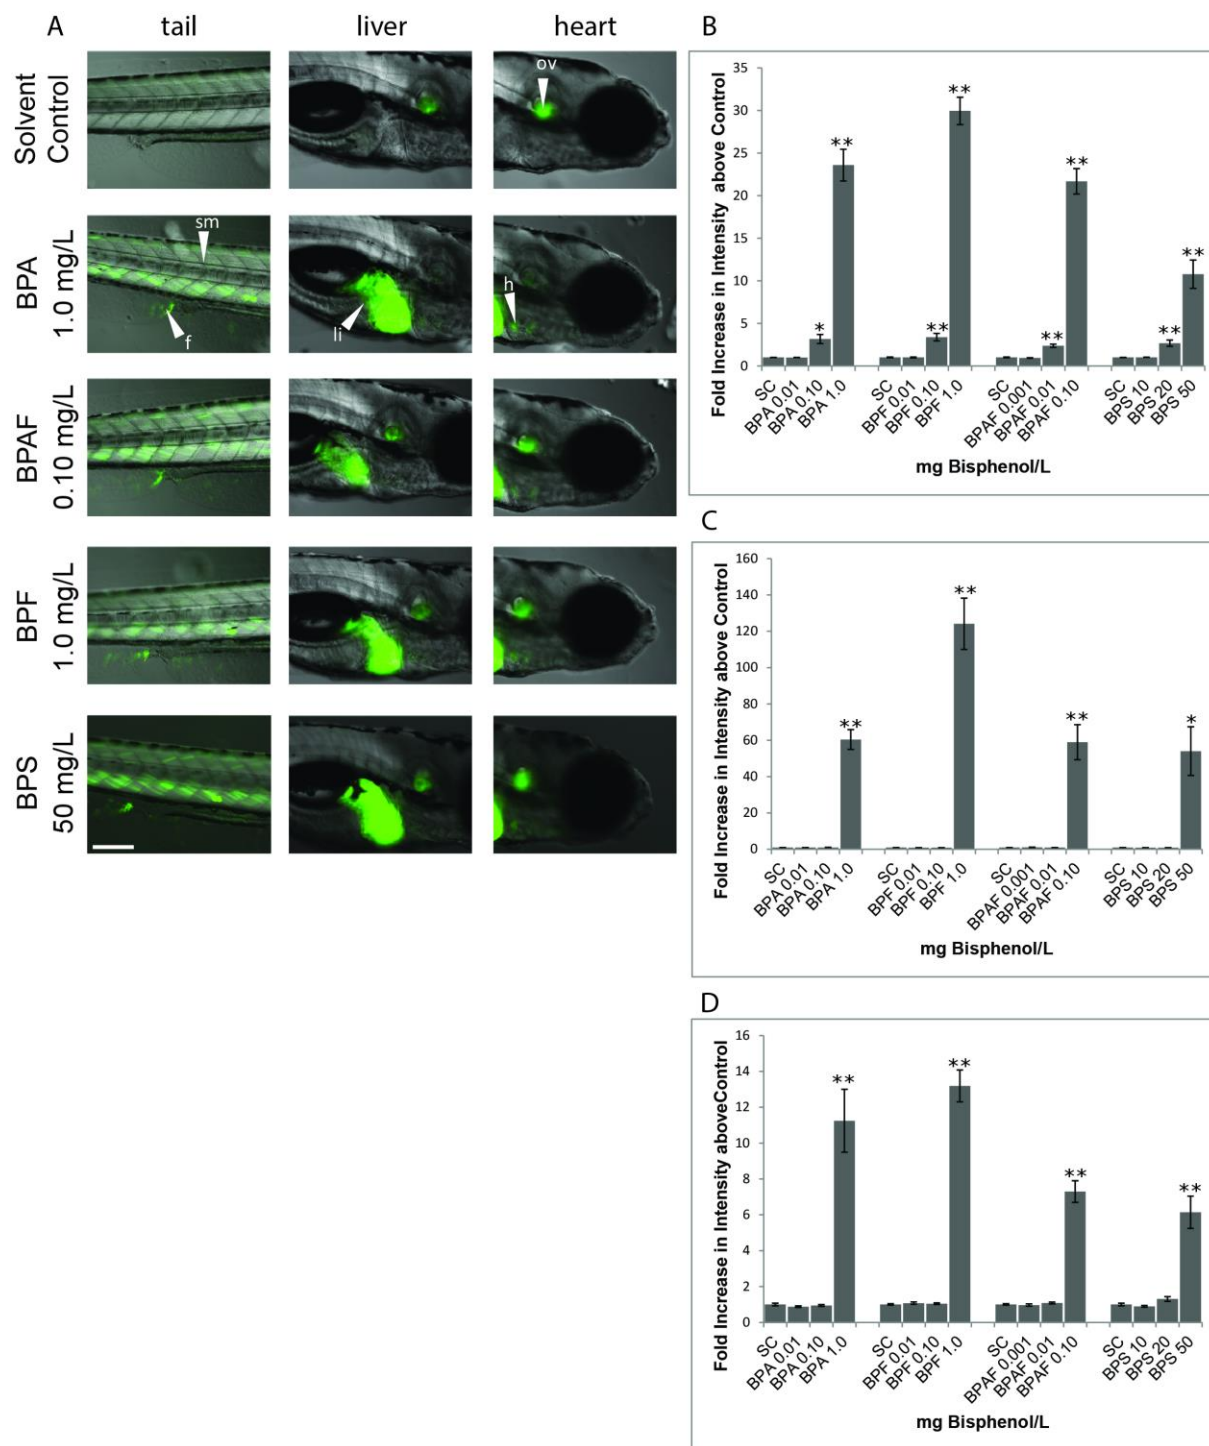 A
tail
liver
heart
Solvent
Control
ov
BPA
1.0 mg/L
sm
f
li
h
BPAF
0.10 mg/L
BPF
1.0 mg/L
BPS
50 mg/L
B
Fold Increase in Intensity above Control
35
30
25
20
15
10
5
0
*
**
**
**
**
**
**
**
SC
BPA 0.01
BPA 0.10
BPA 1.0
SC
BPF 0.01
BPF 0.10
BPF 1.0
SC
BPAF 0.001
BPAF 0.01
BPAF 0.10
SC
BPS 10
BPS 20
BPS 50
mg Bisphenol/L
C
Fold Increase in Intensity above Control
160
140
120
100
80
60
40
20
0
**
**
**
*
SC
BPA 0.01
BPA 0.10
BPA 1.0
SC
BPF 0.01
BPF 0.10
BPF 1.0
SC
BPAF 0.001
BPAF 0.01
BPAF 0.10
SC
BPS 10
BPS 20
BPS 50
mg Bisphenol/L
D
Fold Increase in Intensity aboveControl
16
14
12
10
8
6
4
2
0
**
**
**
**
SC
BPA 0.01
BPA 0.10
BPA 1.0
SC
BPF 0.01
BPF 0.10
BPF 1.0
SC
BPAF 0.001
BPAF 0.01
BPAF 0.10
SC
BPS 10
BPS 20
BPS 50
mg Bisphenol/L